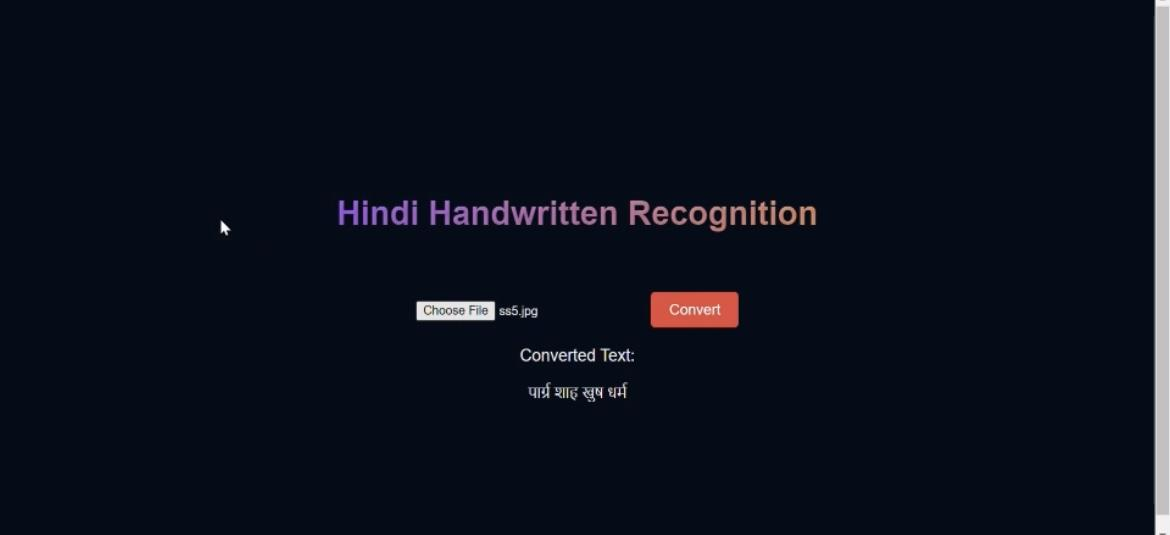 Hindi Handwritten Recognition
Choose File ss5.jpg Convert
Converted Text:
पार्ग्र शाह खुष धर्म